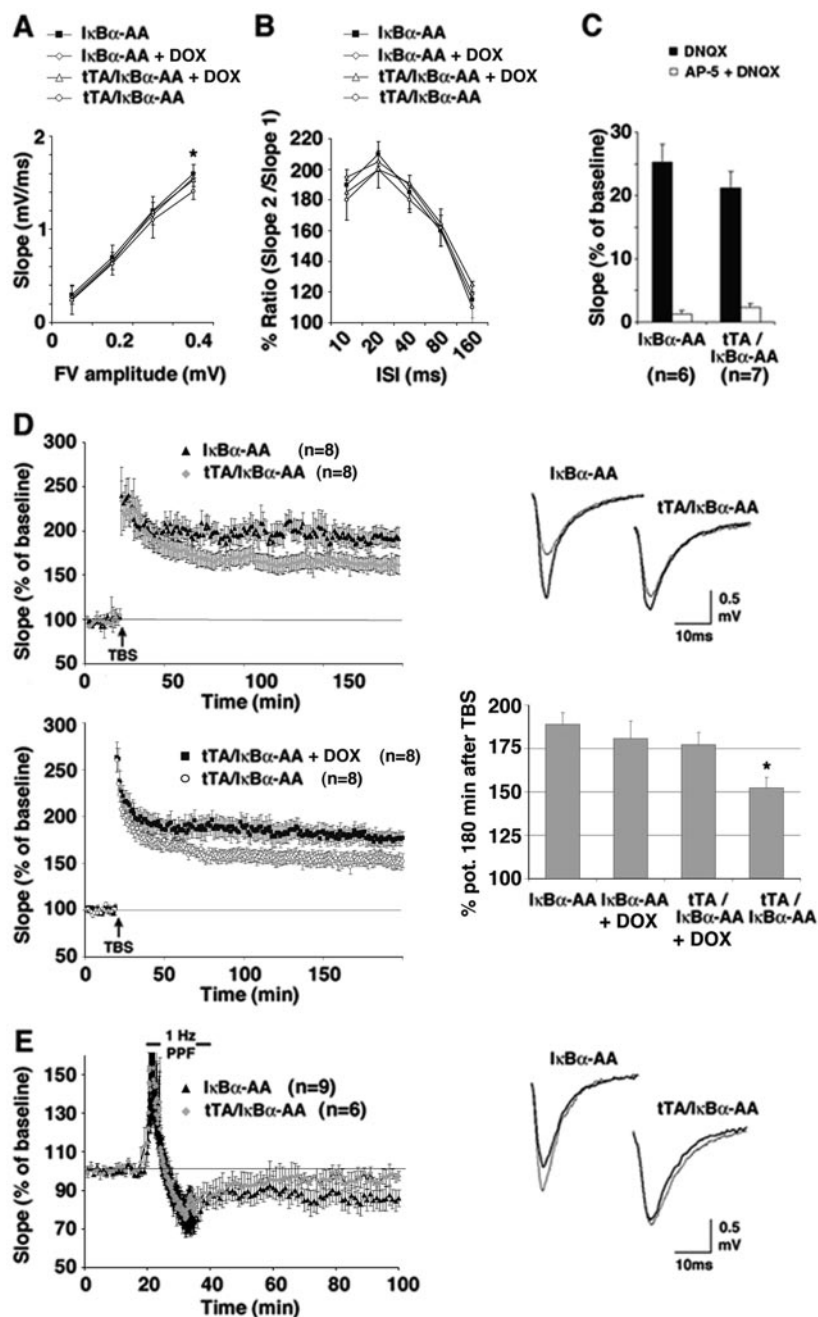 A
IκBα-AA
IκBα-AA + DOX
tTA/IκBα-AA + DOX
tTA/IκBα-AA
Slope (mV/ms)
2
1
0
*
0 0.2 0.4
FV amplitude (mV)
B
IκBα-AA
IκBα-AA + DOX
tTA/IκBα-AA + DOX
tTA/IκBα-AA
% Ratio (Slope 2 /Slope 1)
220
200
180
160
140
120
100
10 20 40 80 160
ISI (ms)
C
DNQX
AP-5 + DNQX
Slope (% of baseline)
30
20
10
0
IκBα-AA
(n=6)
tTA /
IκBα-AA
(n=7)
D
Slope (% of baseline)
300
250
200
150
100
50
IκBα-AA (n=8)
tTA/IκBα-AA (n=8)
TBS
0 50 100 150
Time (min)
IκBα-AA
tTA/IκBα-AA
0.5
mV
10ms
Slope (% of baseline)
300
250
200
150
100
50
tTA/IκBα-AA + DOX (n=8)
tTA/IκBα-AA (n=8)
TBS
0 50 100 150
Time (min)
% pot. 180 min after TBS
200
175
150
125
100
*
IκBα-AA
IκBα-AA
+ DOX
tTA /
IκBα-AA
+ DOX
tTA /
IκBα-AA
E
1 Hz
PPF
Slope (% of baseline)
150
130
110
90
70
50
IκBα-AA (n=9)
tTA/IκBα-AA (n=6)
0 20 40 60 80 100
Time (min)
IκBα-AA
tTA/IκBα-AA
0.5
mV
10ms